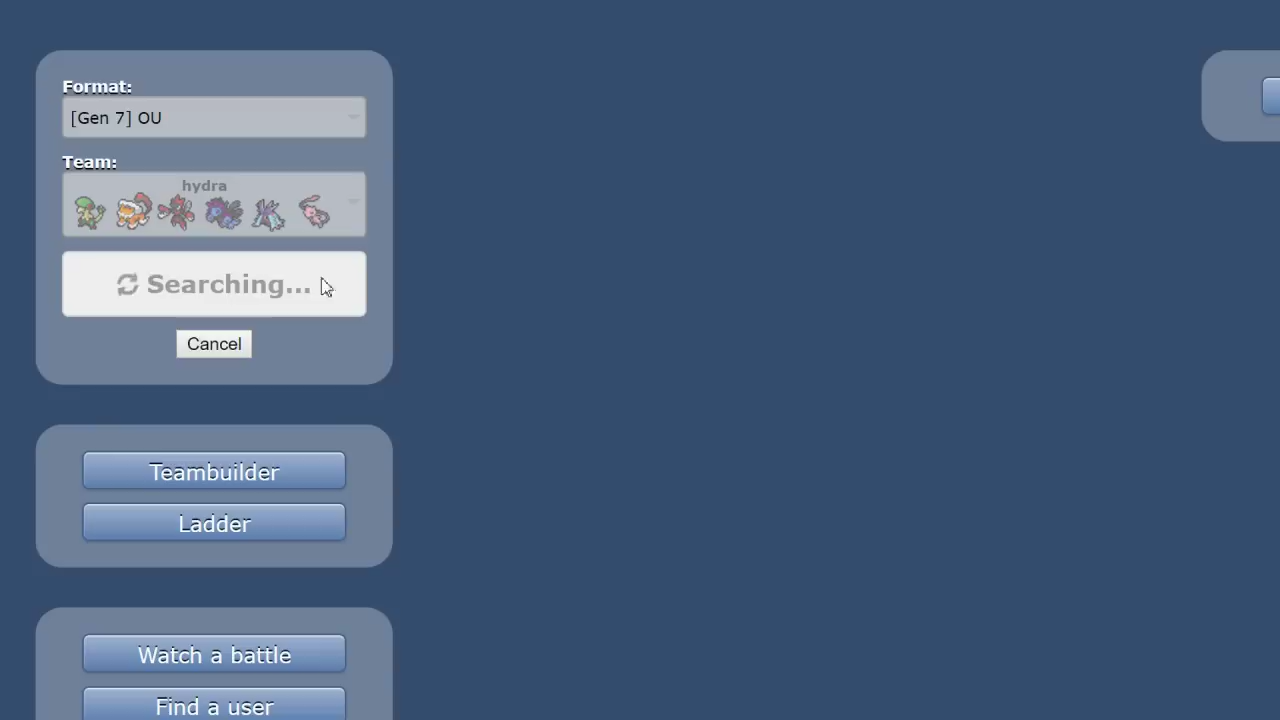 Format:
[Gen 7] OU
Team:
hydra
Searching...
Cancel
Teambuilder
Ladder
Watch a battle
Find a user